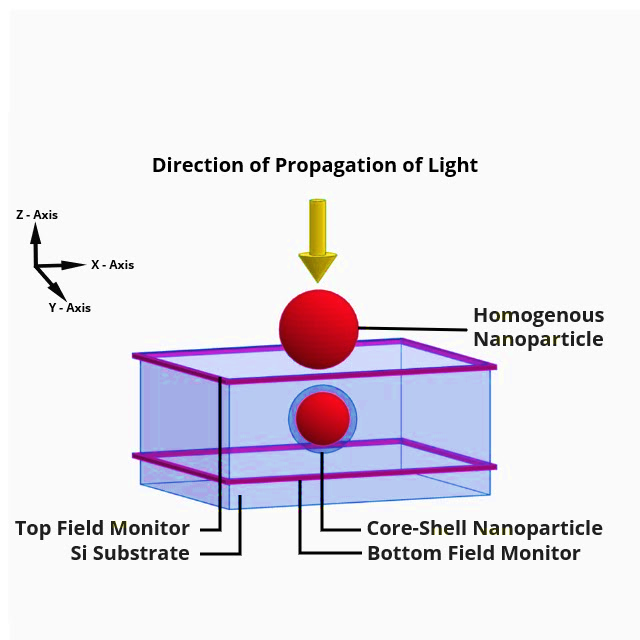 Direction of Propagation of Light
Z - Axis
X - Axis
Y - Axis
Homogenous
Nanoparticle
Top Field Monitor
Core-Shell Nanoparticle
Si Substrate
Bottom Field Monitor